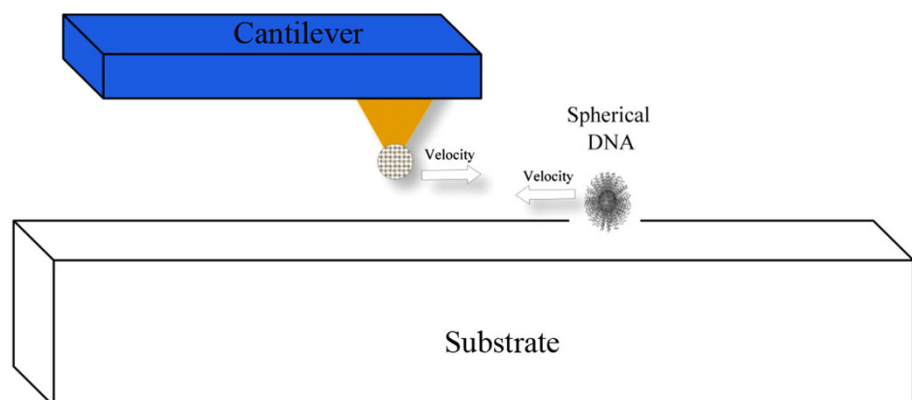 Cantilever
Spherical
DNA
Velocity
Velocity
Substrate